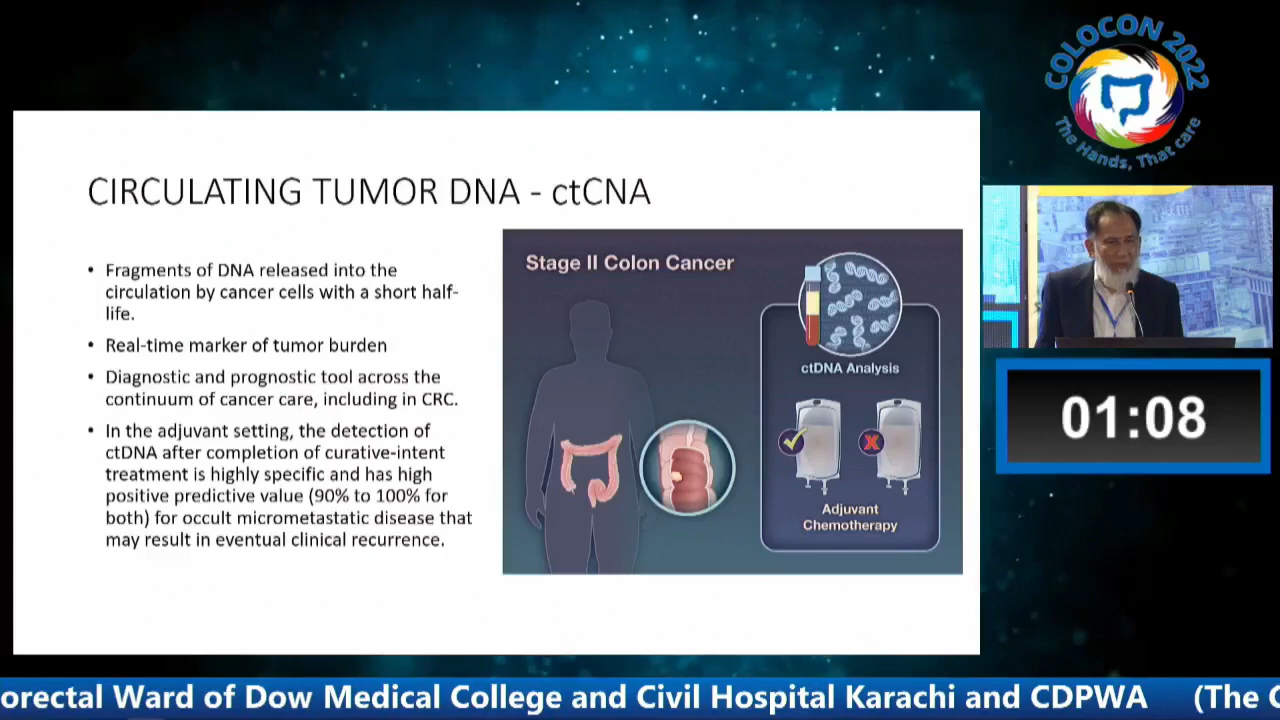 COLOCON 2022
The Hands, That care
CIRCULATING TUMOR DNA - ctCNA
• Fragments of DNA released into the
circulation by cancer cells with a short half-
life.
• Real-time marker of tumor burden
• Diagnostic and prognostic tool across the
continuum of cancer care, including in CRC.
• In the adjuvant setting, the detection of
ctDNA after completion of curative-intent
treatment is highly specific and has high
positive predictive value (90% to 100% for
both) for occult micrometastatic disease that
may result in eventual clinical recurrence.
Stage II Colon Cancer
ctDNA Analysis
Adjuvant
Chemotherapy
01:08
orectal Ward of Dow Medical College and Civil Hospital Karachi and CDPWA (The C